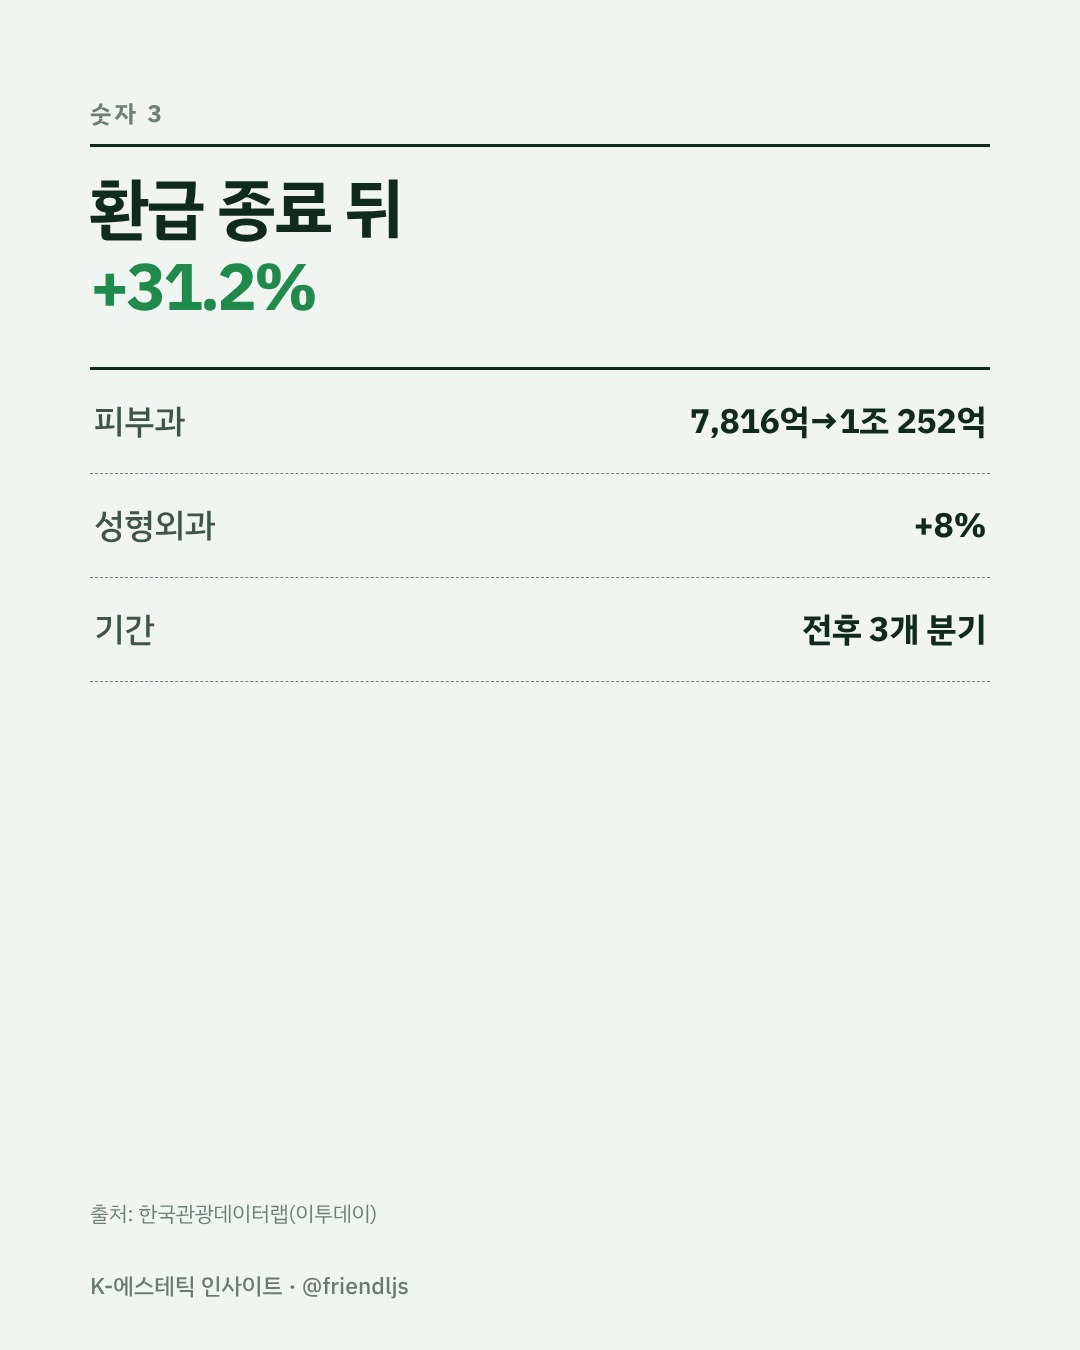 숫자 3
환급 종료 뒤
+31.2%
피부과 7,816억→1조 252억
성형외과 +8%
기간 전후 3개 분기
출처: 한국관광데이터랩(이투데이)
K-에스테틱 인사이트 · @friendljs